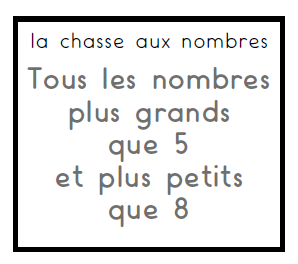 la chasse aux nombres
Tous les nombres
plus grands
que 5
et plus petits
que 8